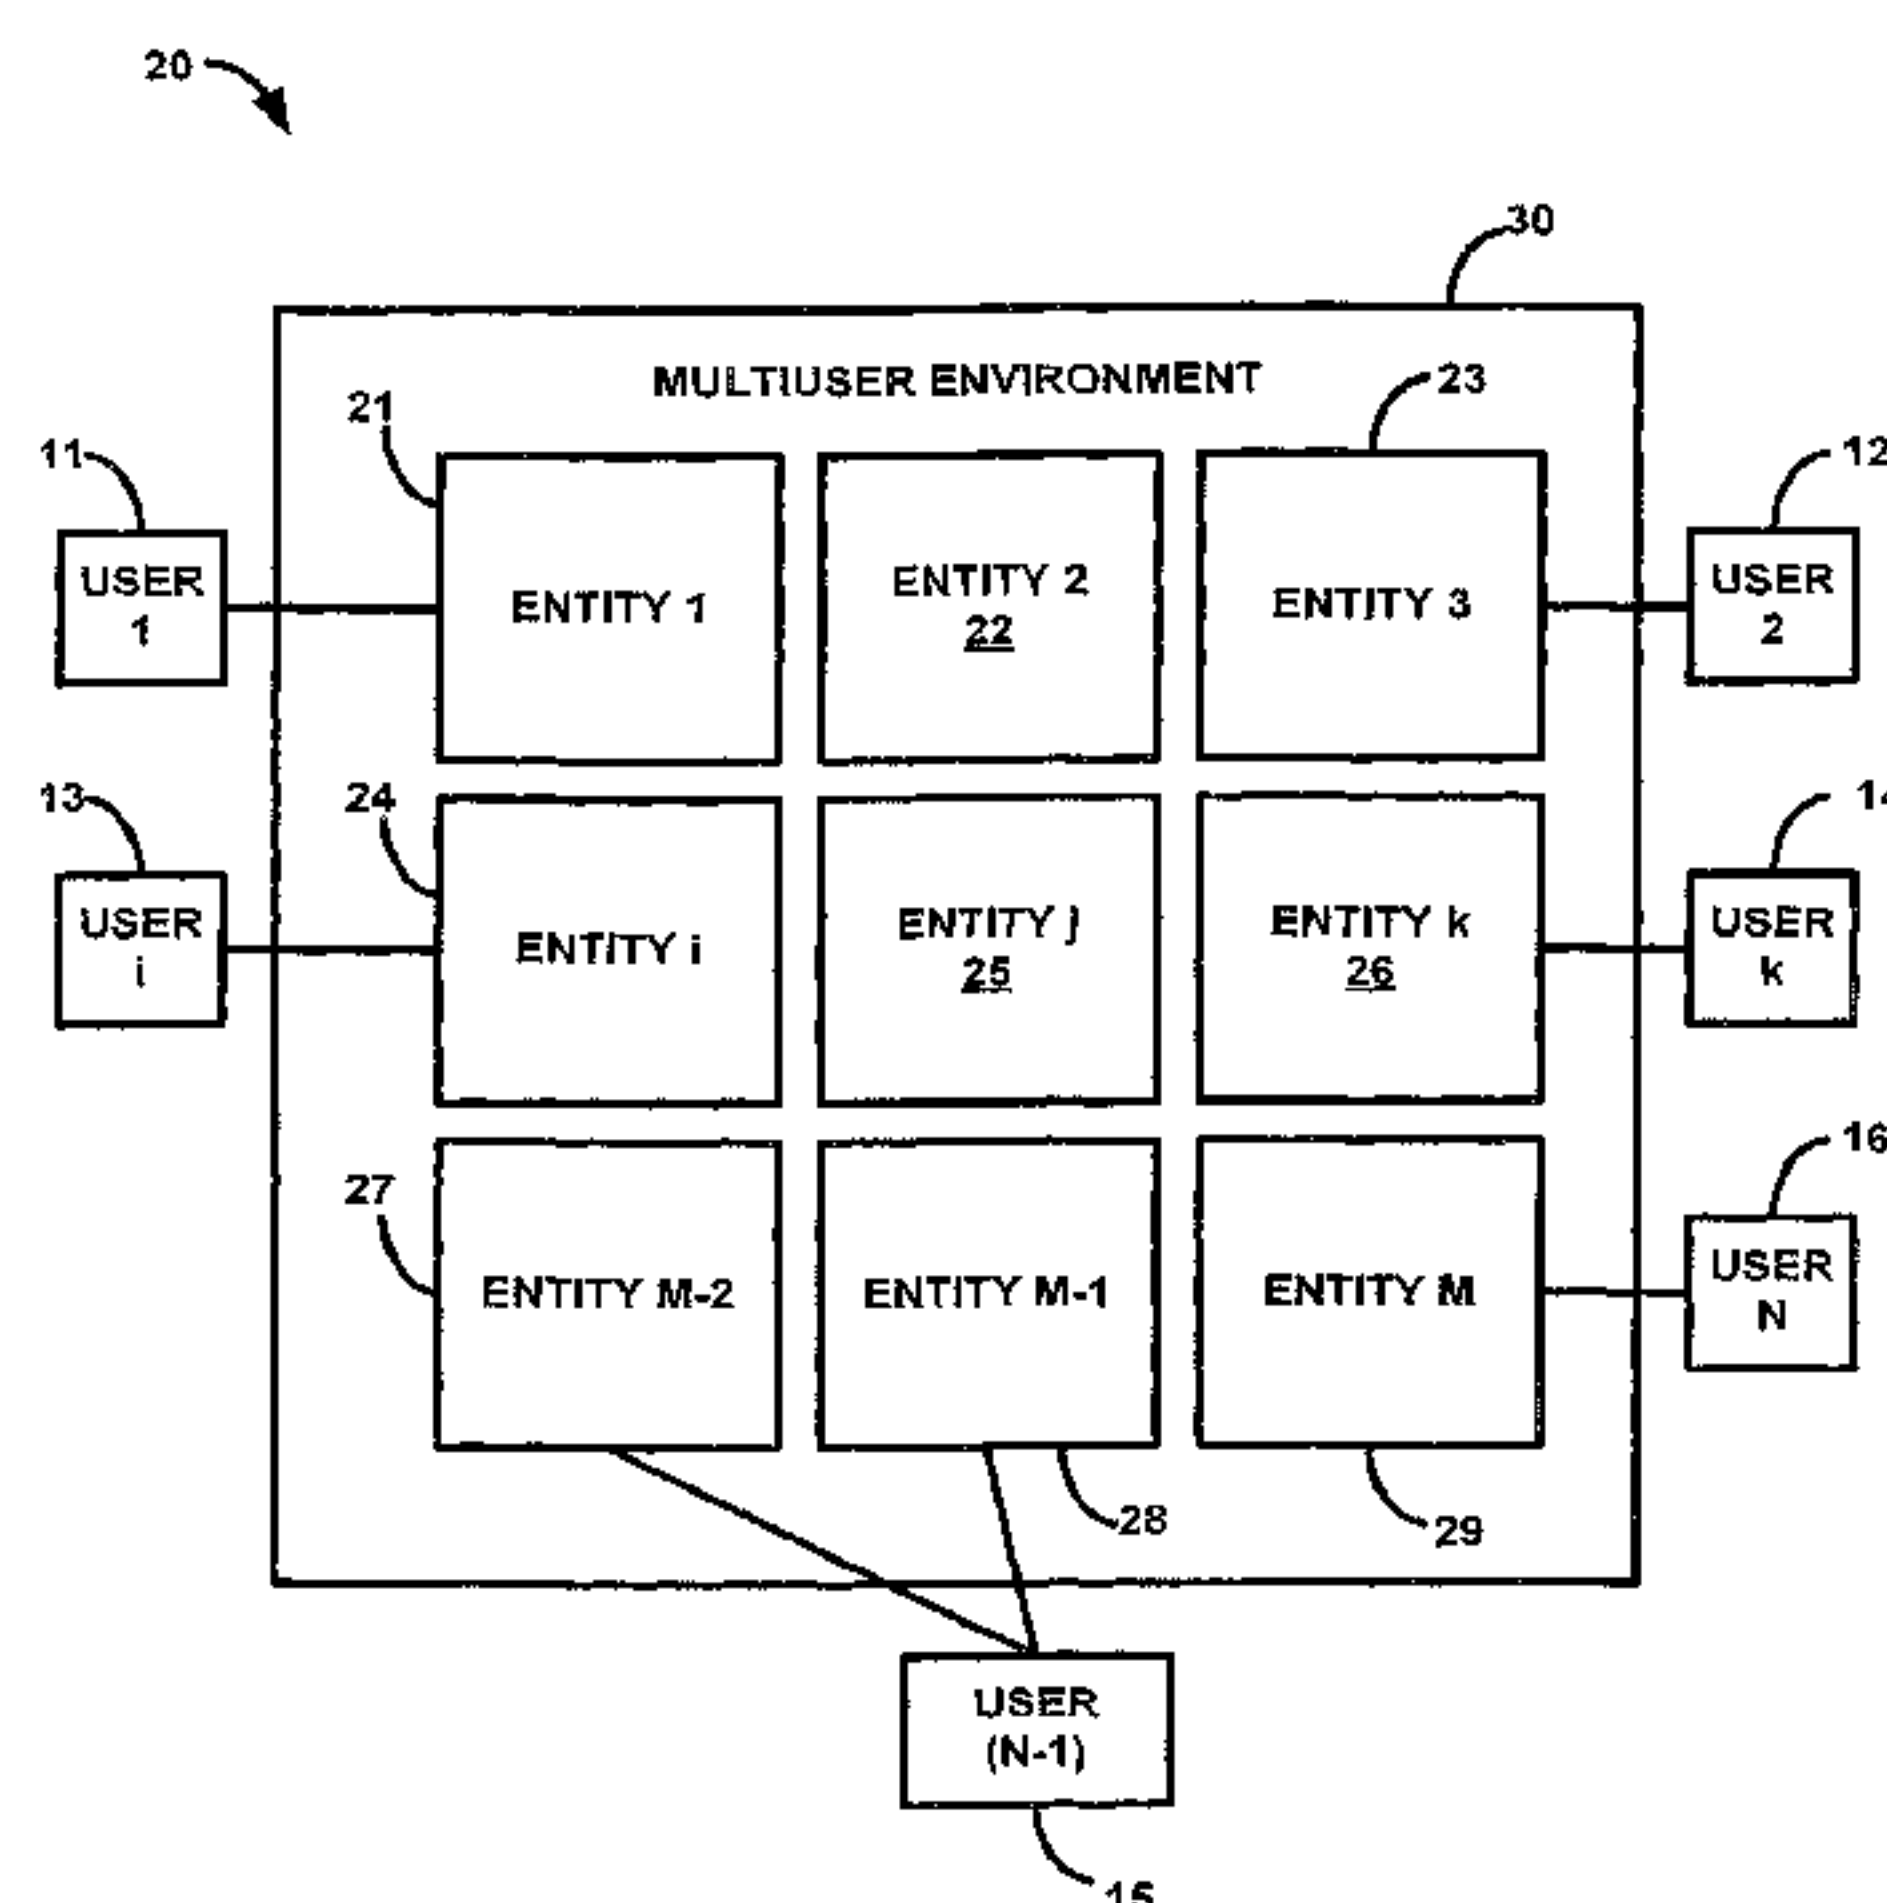 20
30
MULTIUSER ENVIRONMENT
21
23
11
12
USER
1
ENTITY 1
ENTITY 2
22
ENTITY 3
USER
2
13
24
14
USER
i
ENTITY i
ENTITY j
25
ENTITY k
26
USER
k
27
16
ENTITY M-2
ENTITY M-1
ENTITY M
USER
N
28
29
USER
(N-1)
15